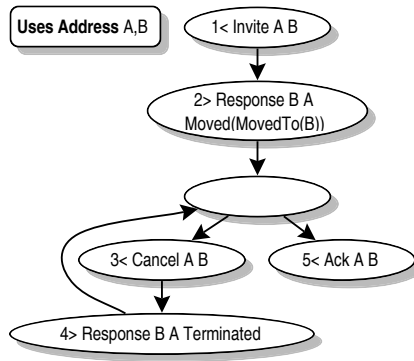 Uses Address A,B
1< Invite A B
2> Response B A
Moved(MovedTo(B))
3< Cancel A B
5< Ack A B
4> Response B A Terminated